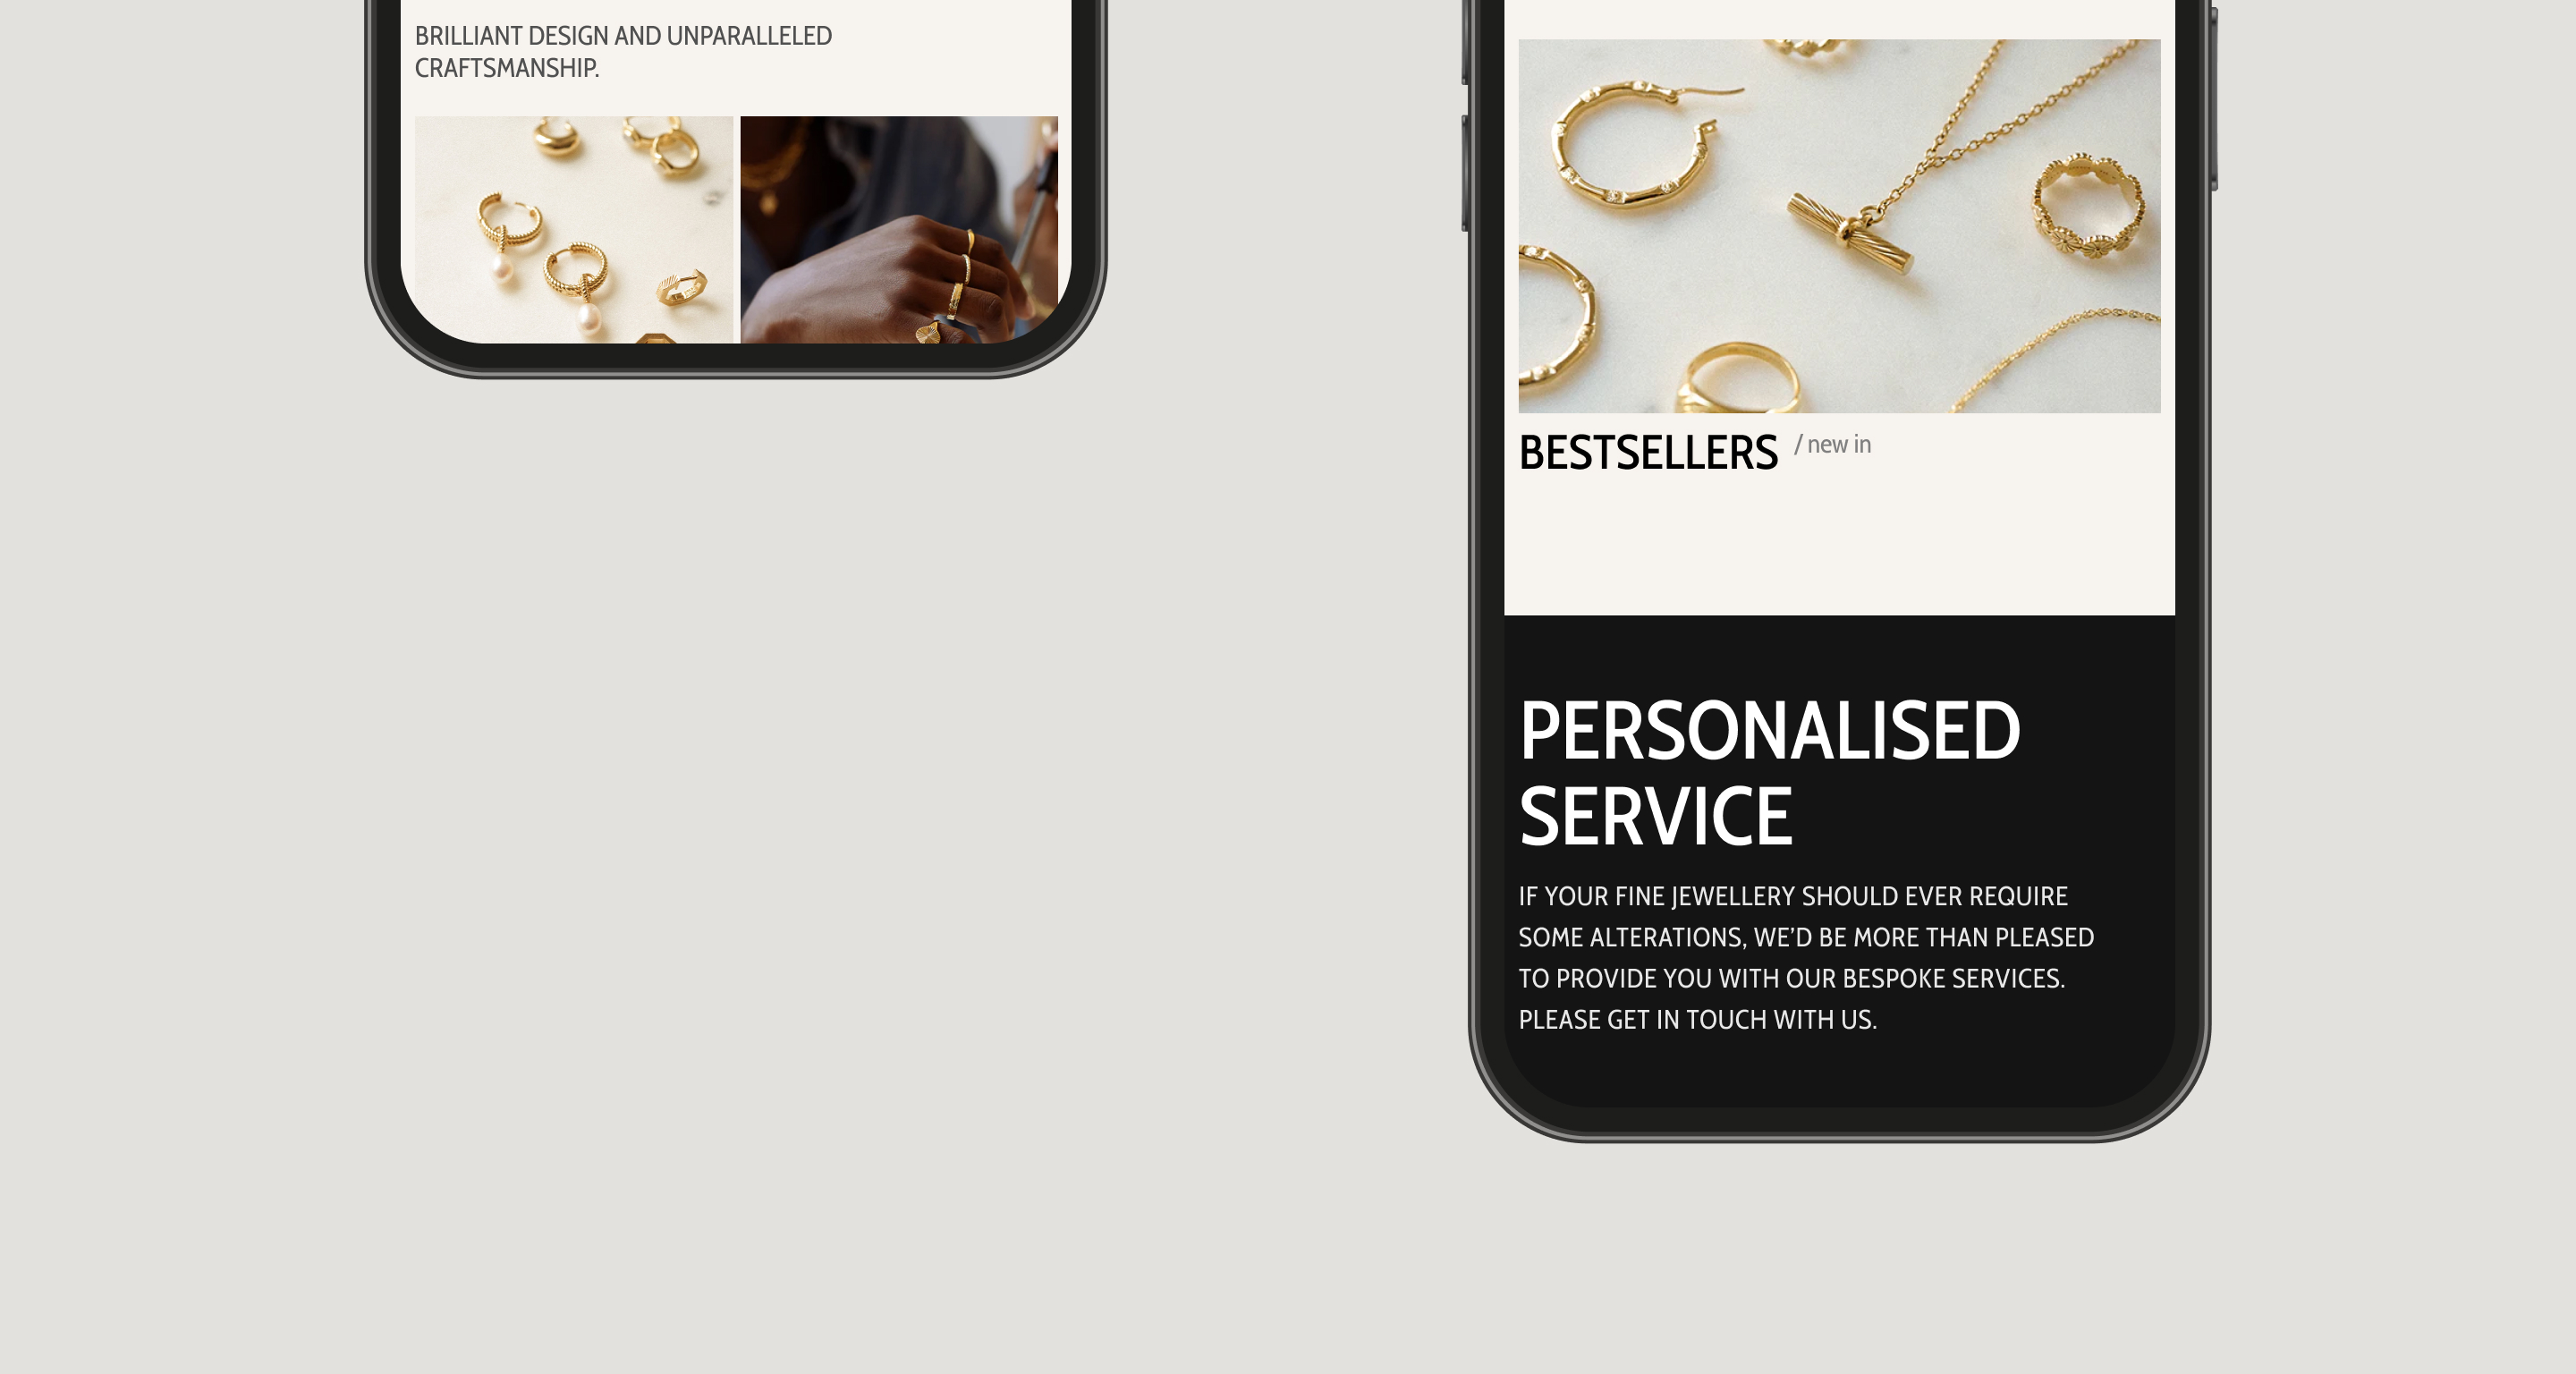 BRILLIANT DESIGN AND UNPARALLELED
CRAFTSMANSHIP.
BESTSELLERS / new in
PERSONALISED
SERVICE
IF YOUR FINE JEWELLERY SHOULD EVER REQUIRE
SOME ALTERATIONS, WE’D BE MORE THAN PLEASED
TO PROVIDE YOU WITH OUR BESPOKE SERVICES.
PLEASE GET IN TOUCH WITH US.